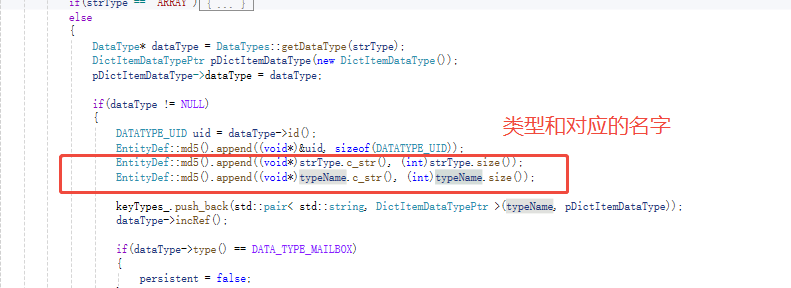 if(strType == "ARRAY") { ... }
else
{
DataType* dataType = DataTypes::getDataType(strType);
DictItemDataTypePtr pDictItemDataType(new DictItemDataType());
pDictItemDataType->dataType = dataType;
if(dataType != NULL)
{
DATATYPE_UID uid = dataType->id();
EntityDef::md5().append((void*)&uid, sizeof(DATATYPE_UID));
类型和对应的名字
EntityDef::md5().append((void*)strType.c_str(), (int)strType.size());
EntityDef::md5().append((void*)typeName.c_str(), (int)typeName.size());
keyTypes_.push_back(std::pair< std::string, DictItemDataTypePtr >(typeName, pDictItemDataType));
dataType->incRef();
if(dataType->type() == DATA_TYPE_MAILBOX)
{
persistent = false;